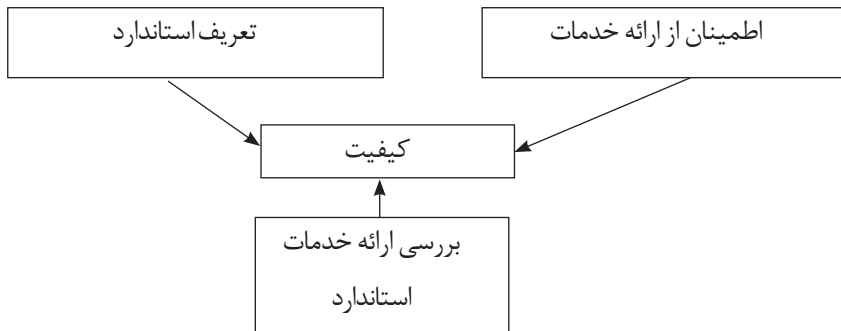 اطمینان از ارائه خدمات
تعریف استاندارد
کیفیت
بررسی ارائه خدمات
استاندارد